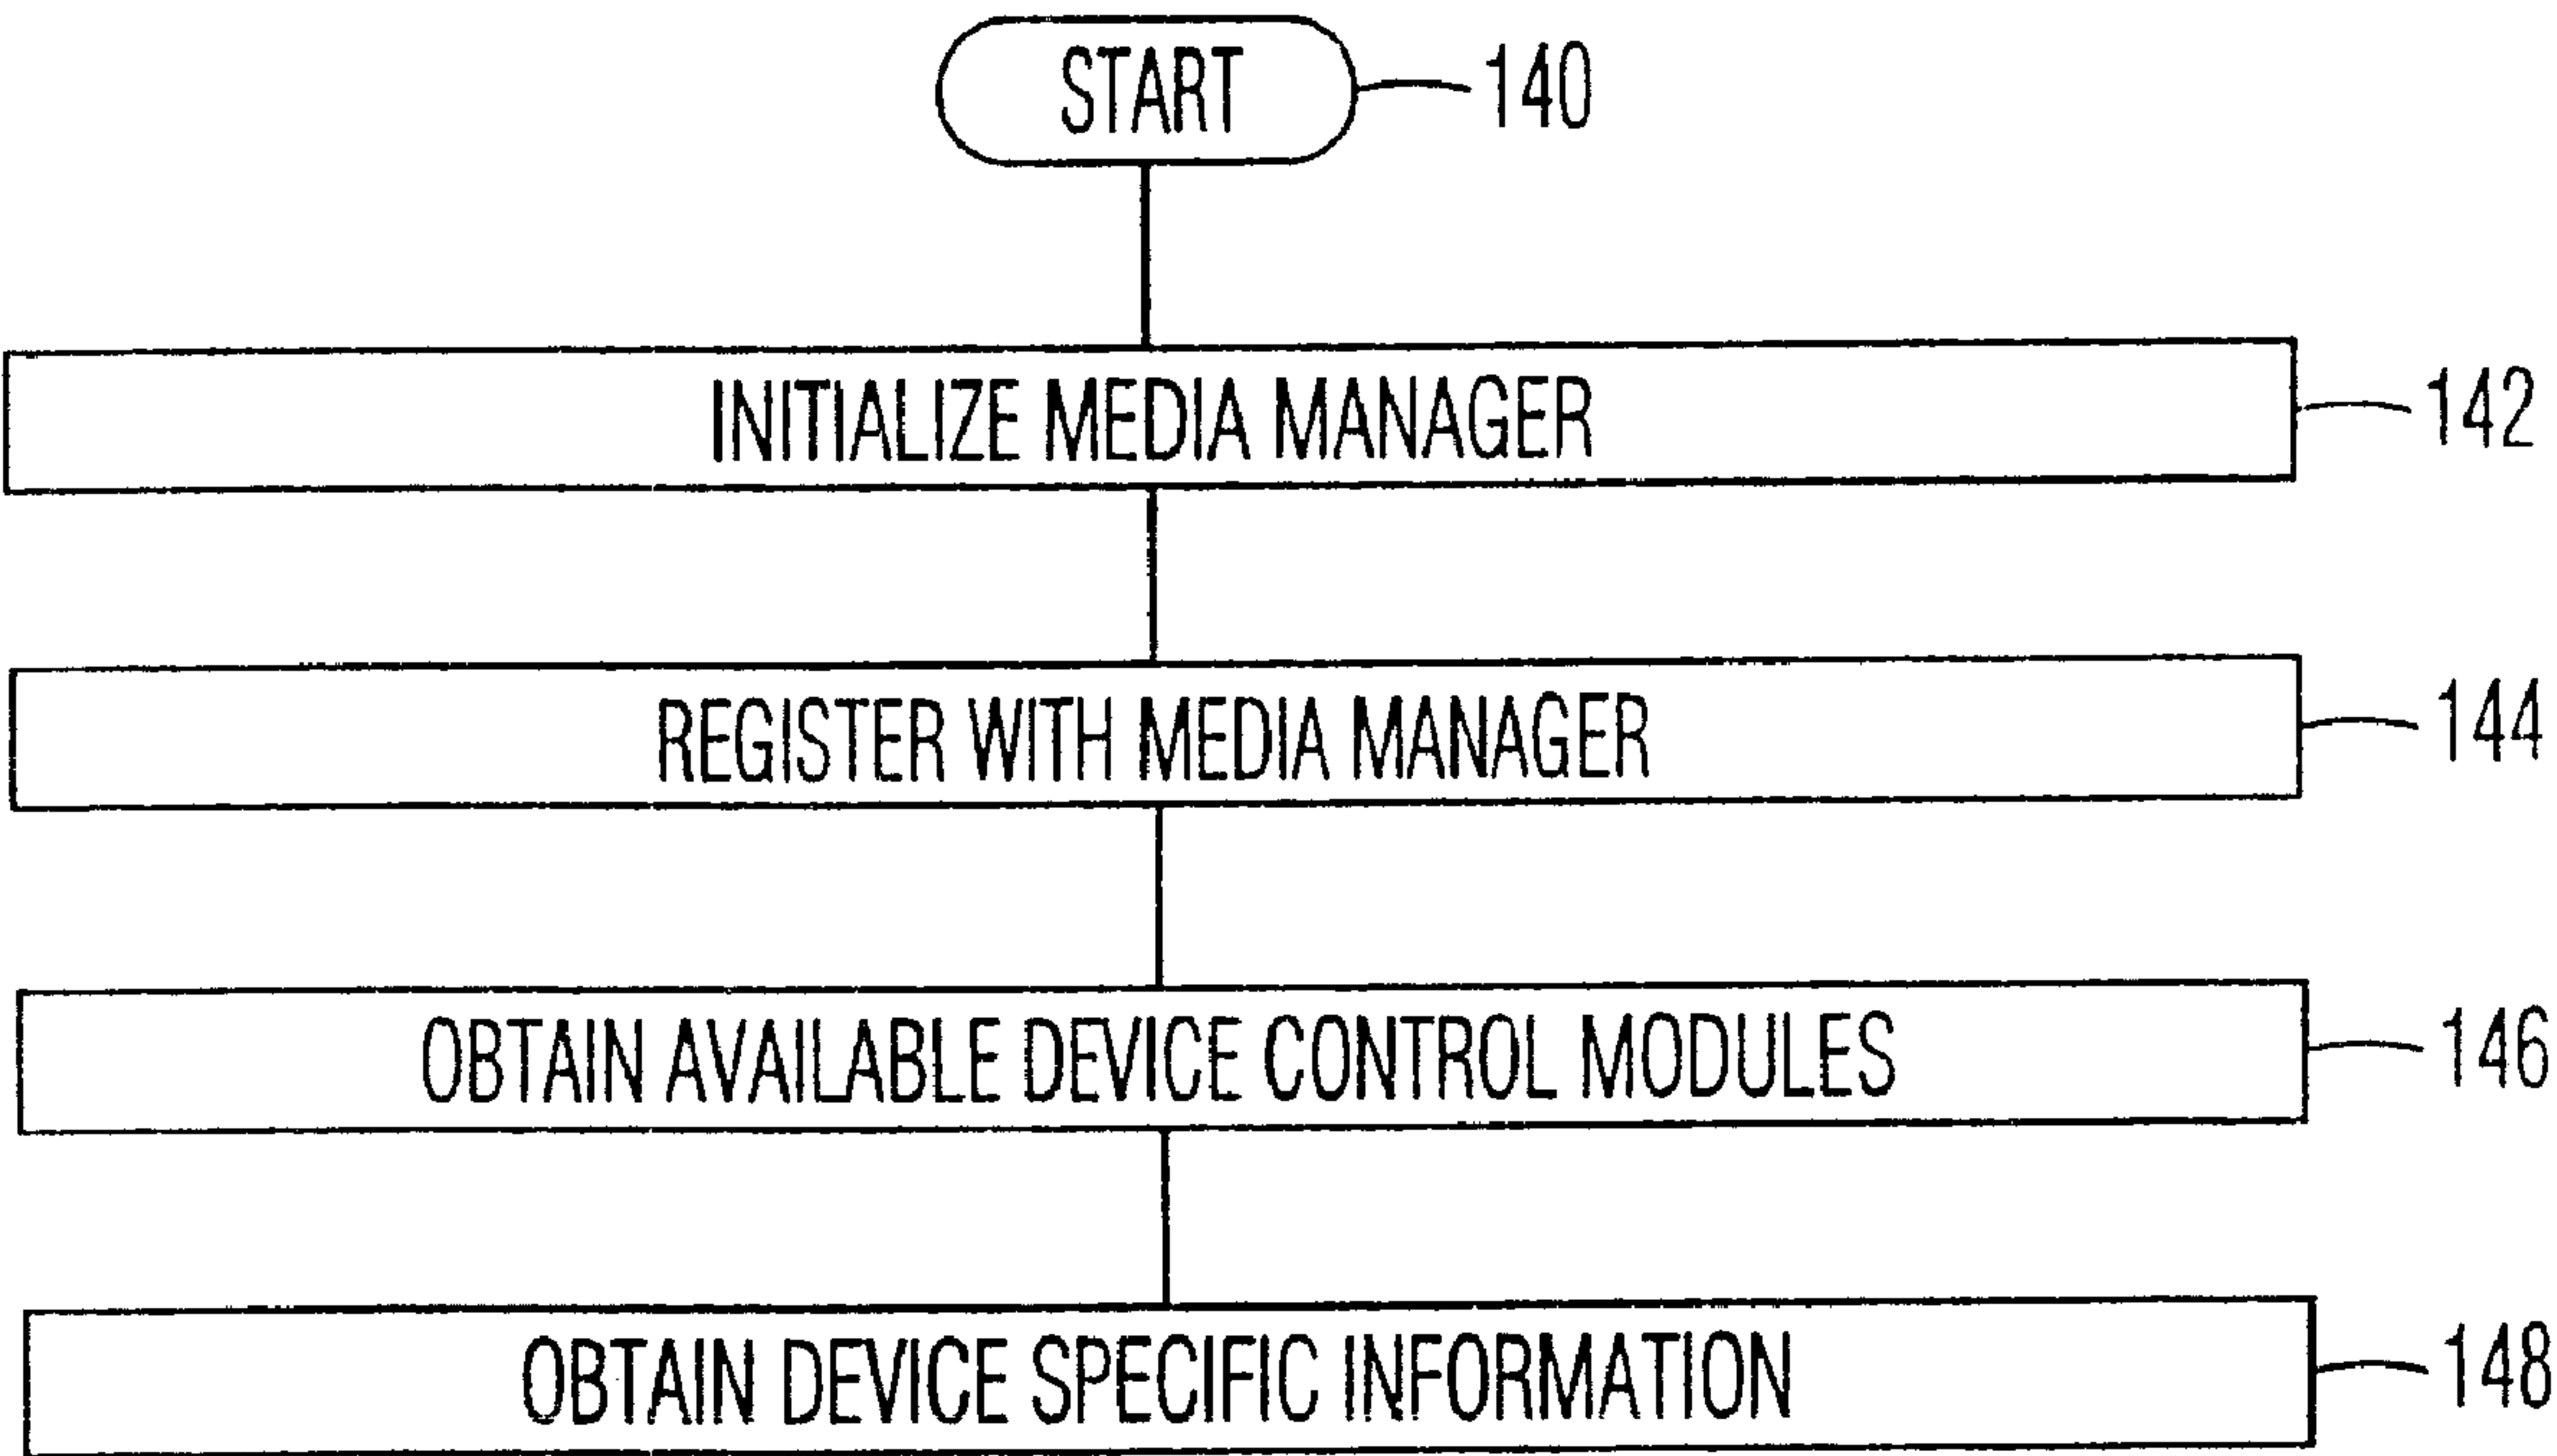 START 140
INITIALIZE MEDIA MANAGER 142
REGISTER WITH MEDIA MANAGER 144
OBTAIN AVAILABLE DEVICE CONTROL MODULES 146
OBTAIN DEVICE SPECIFIC INFORMATION 148